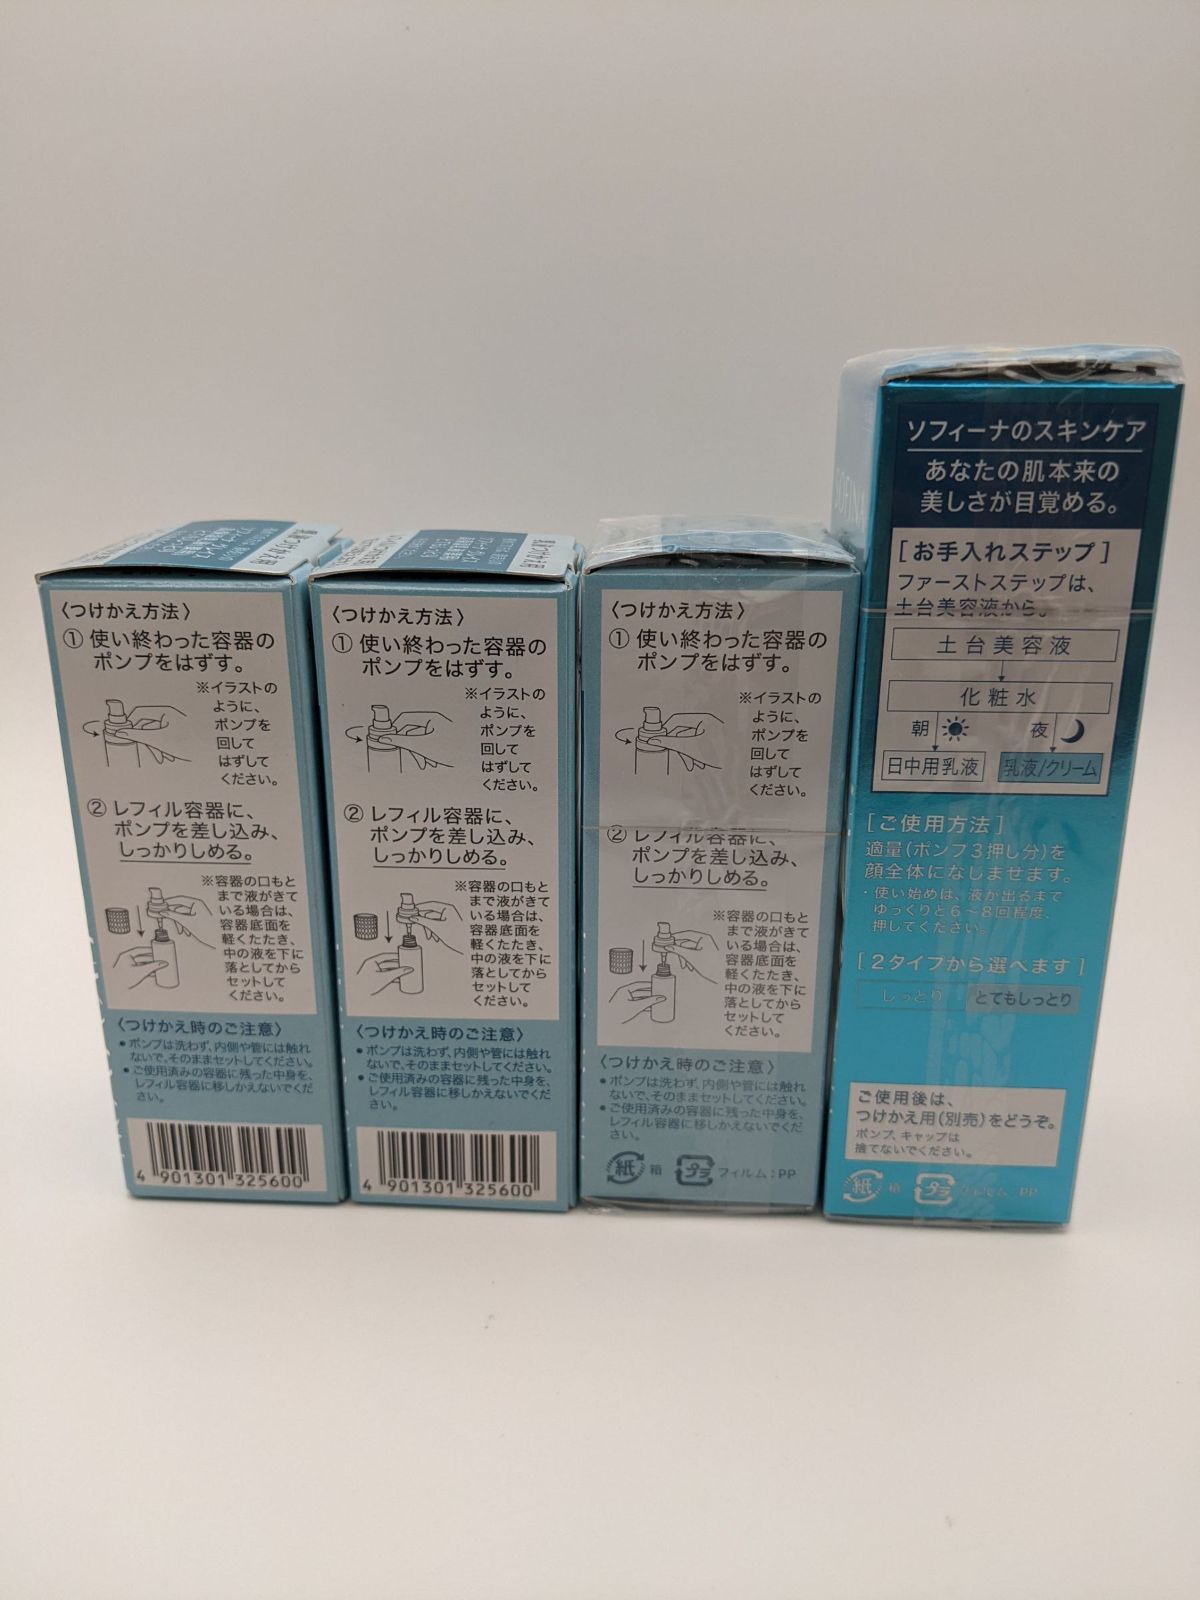 〈つけかえ方法〉
① 使い終わった容器の
ポンプをはずす。
※イラストの
ように、
ポンプを
回して
はずして
ください。
② レフィル容器に、
ポンプを差し込み、
しっかりしめる。
※容器の口もと
まで液がきて
いる場合は、
容器底面を
軽くたたき、
中の液を下に
落としてから
セットして
ください。
〈つけかえ時のご注意〉
● ポンプは洗わず、内側や管には触れ
ないで、そのままセットしてください。
● ご使用済みの容器に残った中身を、
レフィル容器に移しかえないでくだ
さい。
4 901301 325600
〈つけかえ方法〉
① 使い終わった容器の
ポンプをはずす。
※イラストの
ように、
ポンプを
回して
はずして
ください。
② レフィル容器に、
ポンプを差し込み、
しっかりしめる。
※容器の口もと
まで液がきて
いる場合は、
容器底面を
軽くたたき、
中の液を下に
落としてから
セットして
ください。
〈つけかえ時のご注意〉
● ポンプは洗わず、内側や管には触れ
ないで、そのままセットしてください。
● ご使用済みの容器に残った中身を、
レフィル容器に移しかえないでくだ
さい。
4 901301 325600
〈つけかえ方法〉
① 使い終わった容器の
ポンプをはずす。
※イラストの
ように、
ポンプを
回して
はずして
ください。
② レフィル容器に、
ポンプを差し込み、
しっかりしめる。
※容器の口もと
まで液がきて
いる場合は、
容器底面を
軽くたたき、
中の液を下に
落としてから
セットして
ください。
〈つけかえ時のご注意〉
● ポンプは洗わず、内側や管には触れ
ないで、そのままセットしてください。
● ご使用済みの容器に残った中身を、
レフィル容器に移しかえないでくだ
さい。
紙 箱 プラ フィルム:PP
SOFINA
ソフィーナのスキンケア
あなたの肌本来の
美しさが目覚める。
[お手入れステップ]
ファーストステップは、
土台美容液から。
土台美容液
化粧水
朝 夜
日中用乳液 乳液/クリーム
[ご使用方法]
適量(ポンプ3押し分)を
顔全体になじませます。
・使い始めは、液が出るまで
ゆっくりと6〜8回程度、
押してください。
[2タイプから選べます]
しっとり とてもしっとり
ご使用後は、
つけかえ用(別売)をどうぞ。
ポンプ、キャップは
捨てないでください。
紙 箱 プラ フィルム:PP